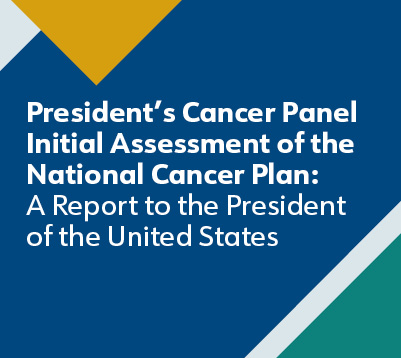 President’s Cancer Panel
Initial Assessment of the
National Cancer Plan:
A Report to the President
of the United States